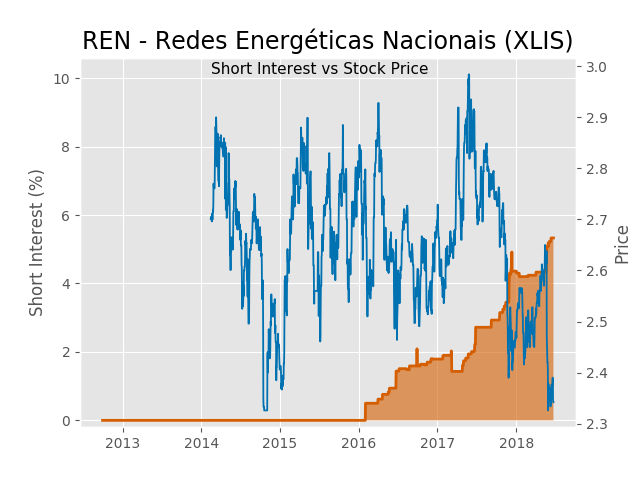 REN - Redes Energéticas Nacionais (XLIS)
Short Interest vs Stock Price
Short Interest (%)
10
8
6
4
2
0
3.0
2.9
2.8
2.7
2.6
2.5
2.4
2.3
Price
2013 2014 2015 2016 2017 2018